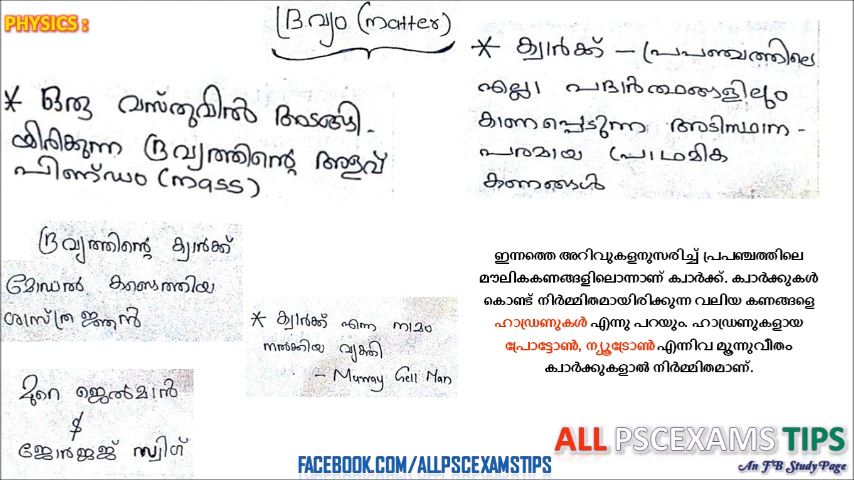 PHYSICS :
ദ്രവ്യം (matter)
* ഒരു വസ്തുവിൽ അടങ്ങി-
യിരിക്കുന്ന ദ്രവ്യത്തിന്റെ അളവ്
പിണ്ഡം (mass)
ദ്രവ്യത്തിന്റെ ക്വാർക്ക്
മോഡൽ കണ്ടെത്തിയ
ശാസ്ത്രജ്ഞൻ
മുറെ ജെൽമാൻ
&
ജോർജ്ജ് സ്വിഗ്
* ക്വാർക്ക് എന്ന നാമം
നൽകിയ വ്യക്തി
- Murray Gell Man
* ക്വാർക്ക് - പ്രപഞ്ചത്തിലെ
എല്ലാ പദാർത്ഥങ്ങളിലും
കാണപ്പെടുന്ന അടിസ്ഥാന-
പരമായ പ്രാഥമിക
കണങ്ങൾ
ഇന്നത്തെ അറിവുകളനുസരിച്ച് പ്രപഞ്ചത്തിലെ
മൗലികകണങ്ങളിലൊന്നാണ് ക്വാർക്ക്. ക്വാർക്കുകൾ
കൊണ്ട് നിർമ്മിതമായിരിക്കുന്ന വലിയ കണങ്ങളെ
ഹാഡ്രണുകൾ എന്നു പറയും. ഹാഡ്രണുകളായ
പ്രോട്ടോൺ, ന്യൂട്രോൺ എന്നിവ മൂന്നുവീതം
ക്വാർക്കുകളാൽ നിർമ്മിതമാണ്.
ALL PSCEXAMS TIPS
An FB StudyPage
FACEBOOK.COM/ALLPSCEXAMSTIPS